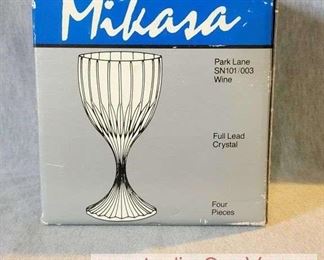 Mikasa
Park Lane
SN101/003
Wine
Full Lead
Crystal
Four
Pieces